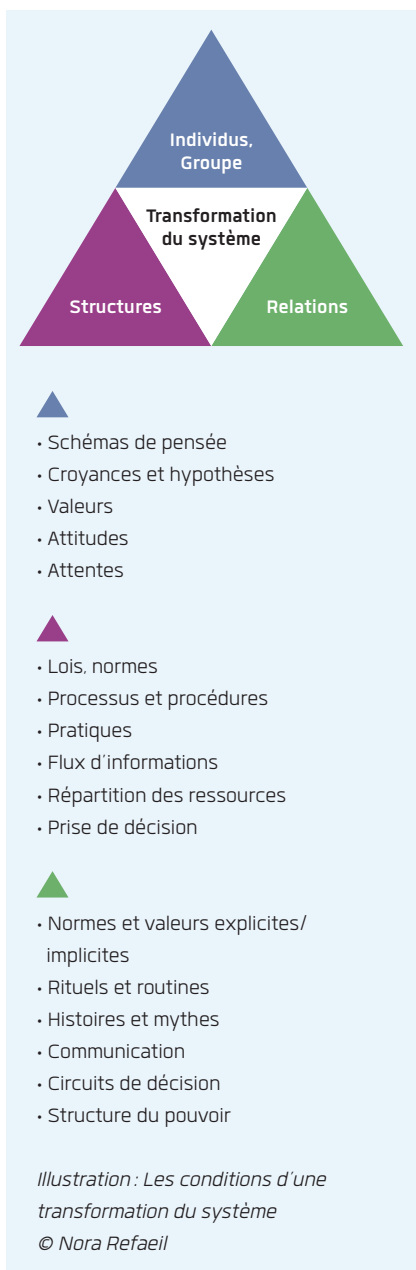 Individus,
Groupe
Transformation
du système
Structures
Relations
• Schémas de pensée
• Croyances et hypothèses
• Valeurs
• Attitudes
• Attentes
• Lois, normes
• Processus et procédures
• Pratiques
• Flux d'informations
• Répartition des ressources
• Prise de décision
• Normes et valeurs explicites/
implicites
• Rituels et routines
• Histoires et mythes
• Communication
• Circuits de décision
• Structure du pouvoir
Illustration : Les conditions d'une
transformation du système
© Nora Refaeil